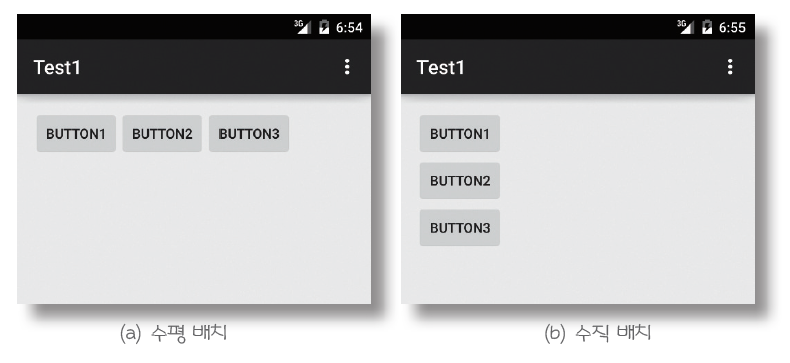 3G 6:54
Test1
BUTTON1 BUTTON2 BUTTON3
(a) 수평 배치
3G 6:55
Test1
BUTTON1
BUTTON2
BUTTON3
(b) 수직 배치